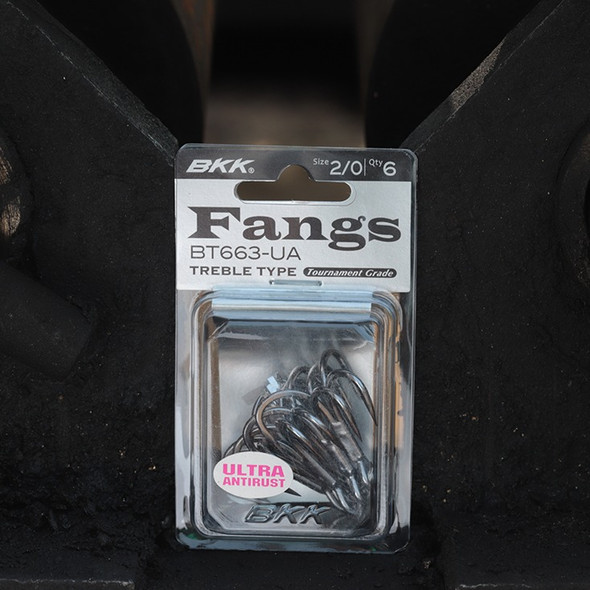 BKK® Size 2/0 Qty 6
Fangs
BT663-UA
TREBLE TYPE Tournament Grade
ULTRA
ANTIRUST
BKK